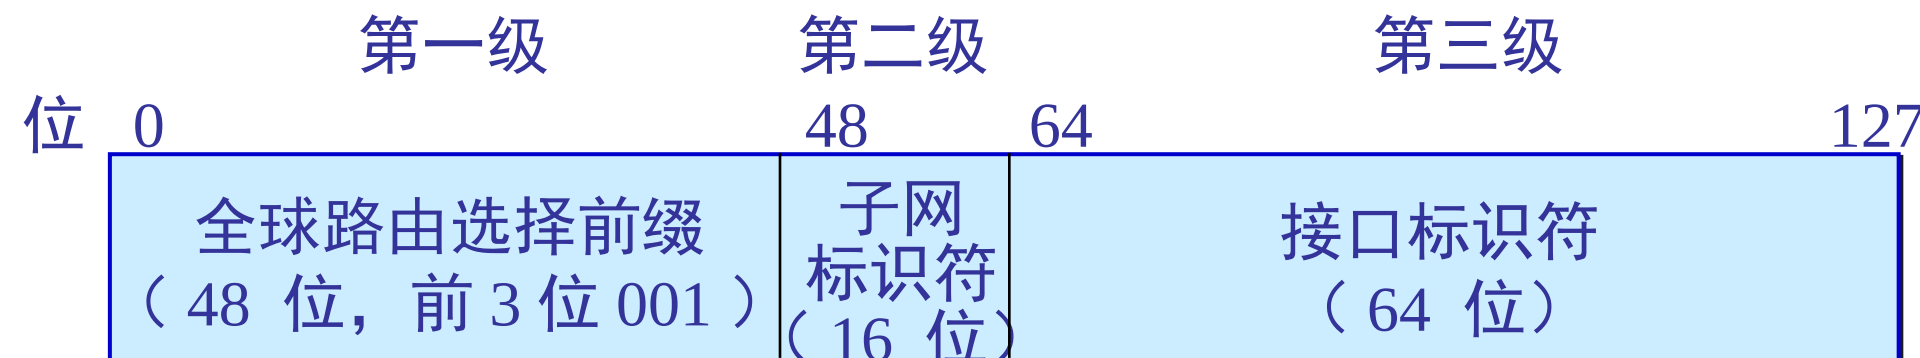 第一级 第二级 第三级
位 0 48 64 127
全球路由选择前缀
（ 48 位，前 3 位 001 ）
子网
标识符
（ 16 位）
接口标识符
（ 64 位）